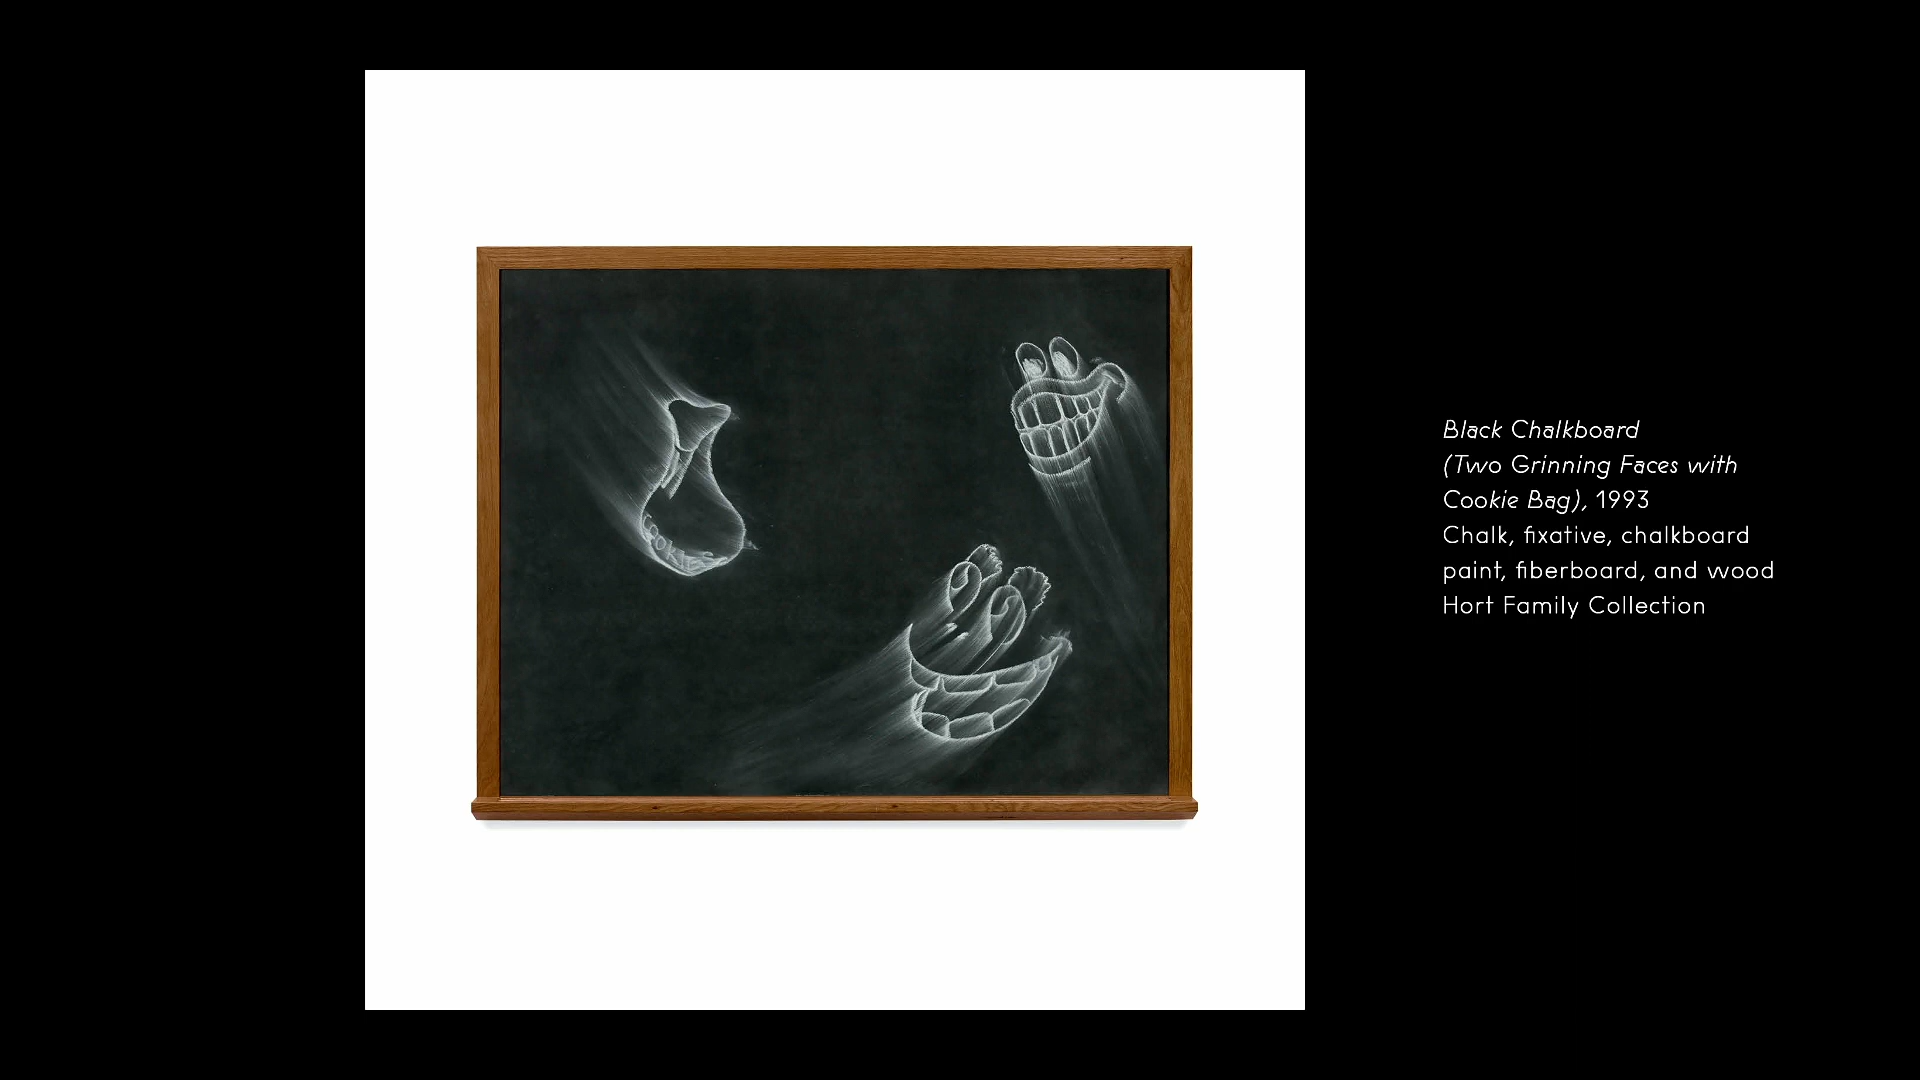 COOKIES
Black Chalkboard
(Two Grinning Faces with
Cookie Bag), 1993
Chalk, fixative, chalkboard
paint, fiberboard, and wood
Hort Family Collection